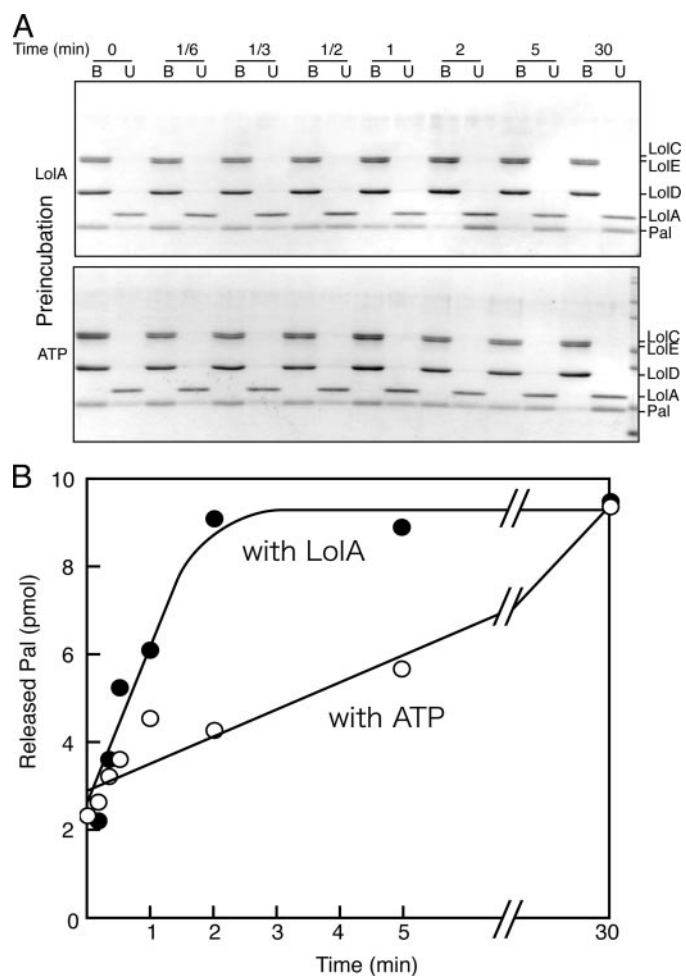 A
Time (min) 0 1/6 1/3 1/2 1 2 5 30
B U B U B U B U B U B U B U B U
Preincubation
LolA
LolC
LolE
LolD
LolA
Pal
ATP
LolC
LolE
LolD
LolA
Pal
B
Released Pal (pmol)
10
8
6
4
2
0
with LolA
with ATP
1 2 3 4 5 30
Time (min)